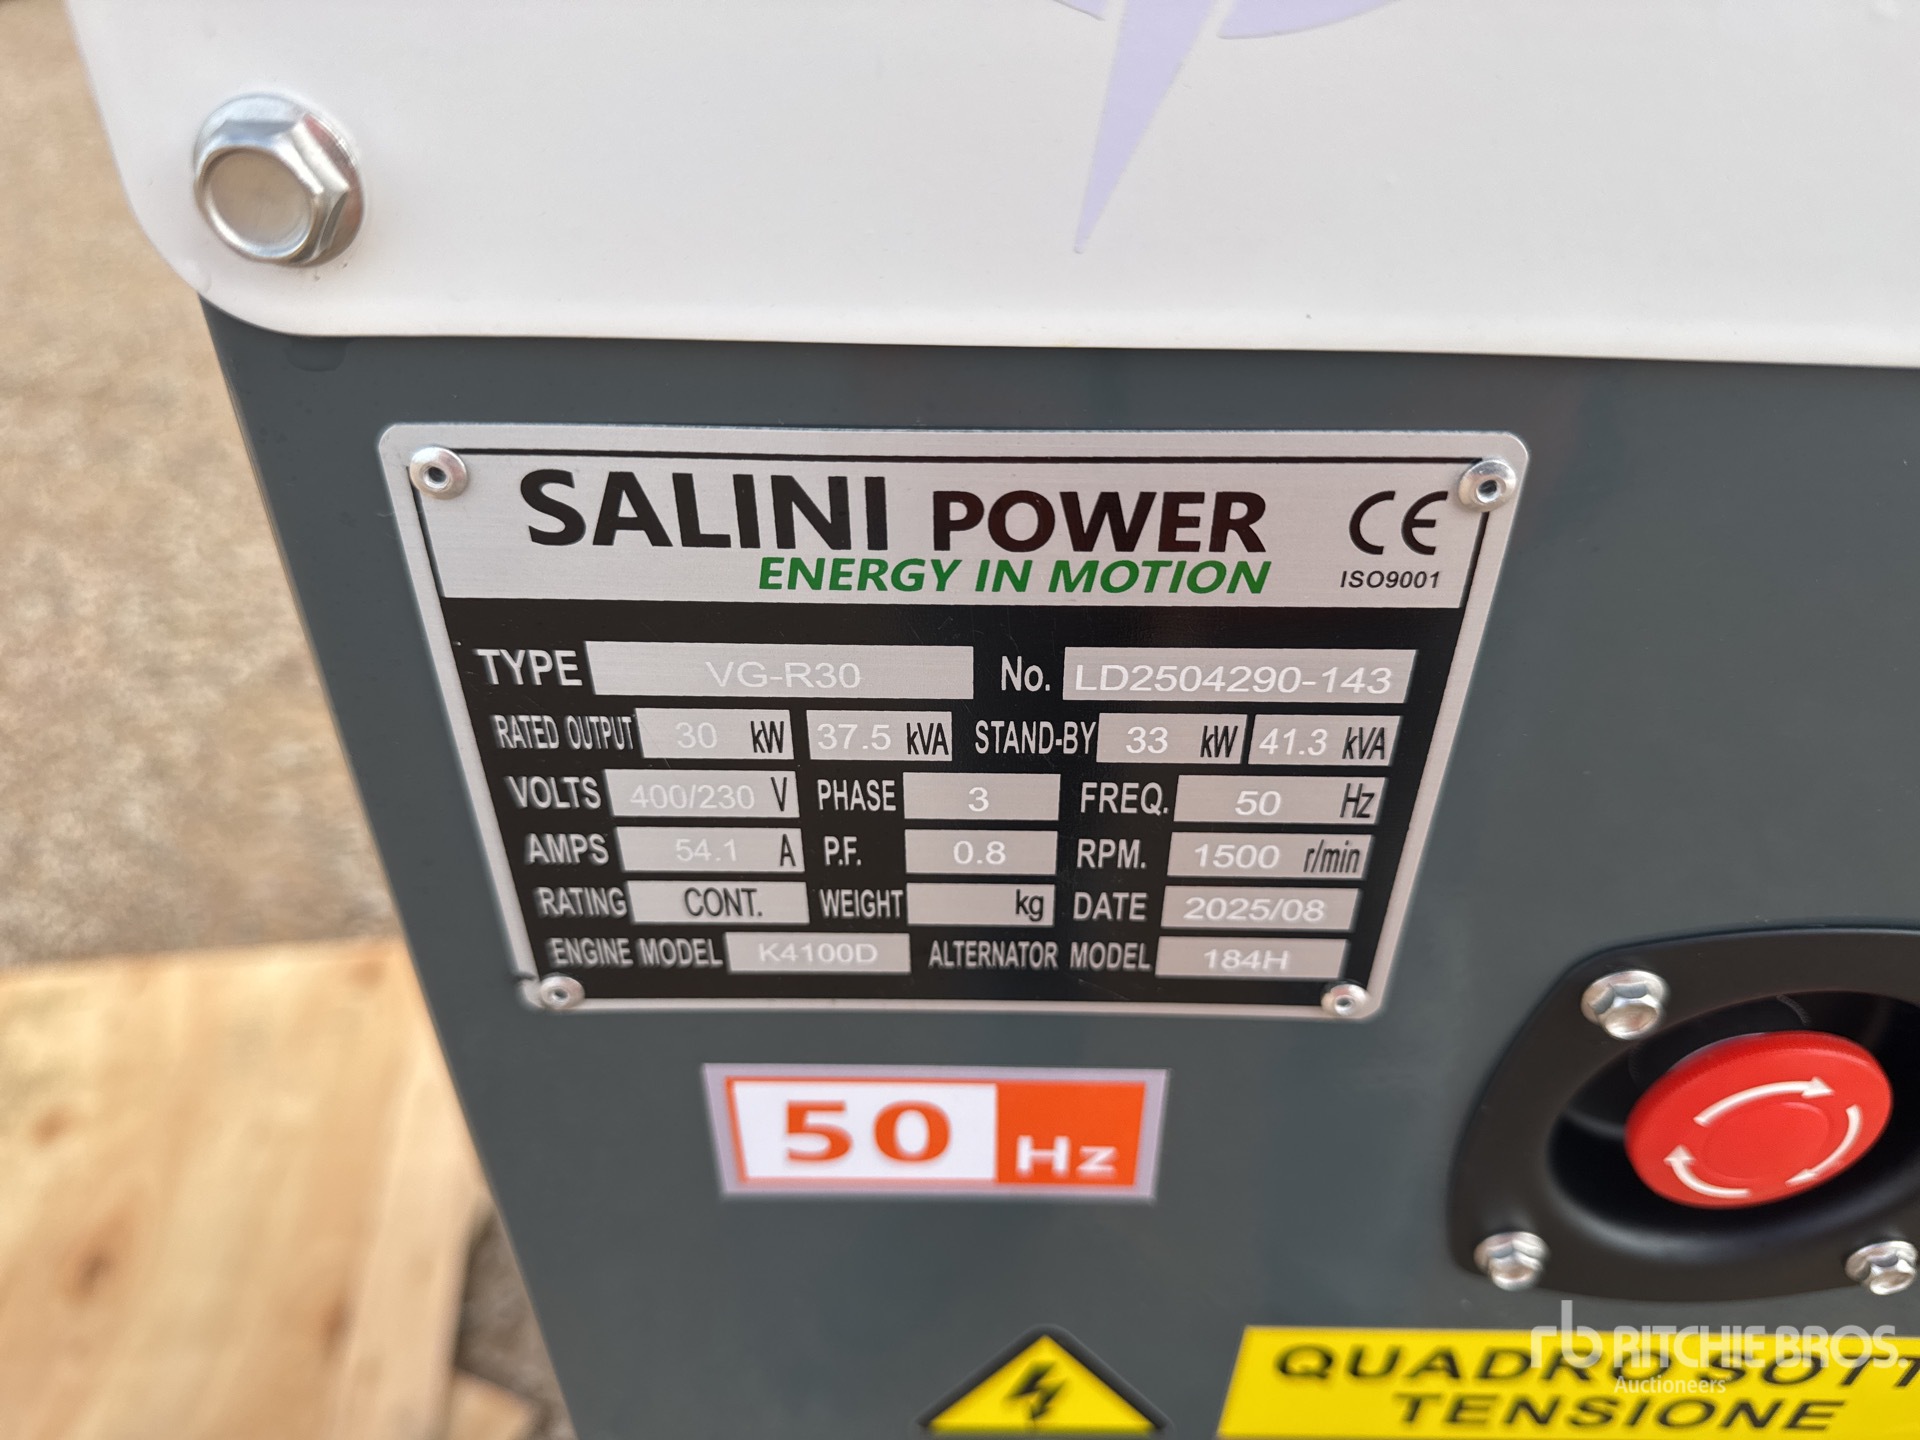 SALINI POWER
CE
ENERGY IN MOTION
ISO9001
TYPE VG-R30 No. LD2504290-143
RATED OUTPUT 30 kW 37.5 kVA STAND-BY 33 kW 41.3 kVA
VOLTS 400/230 V PHASE 3 FREQ. 50 Hz
AMPS 54.1 A P.F. 0.8 RPM. 1500 r/min
RATING CONT. WEIGHT kg DATE 2025/08
ENGINE MODEL K4100D ALTERNATOR MODEL 184H
50 Hz
QUADRO SOTT
TENSIONE
rb RITCHIE BROS.
Auctioneers